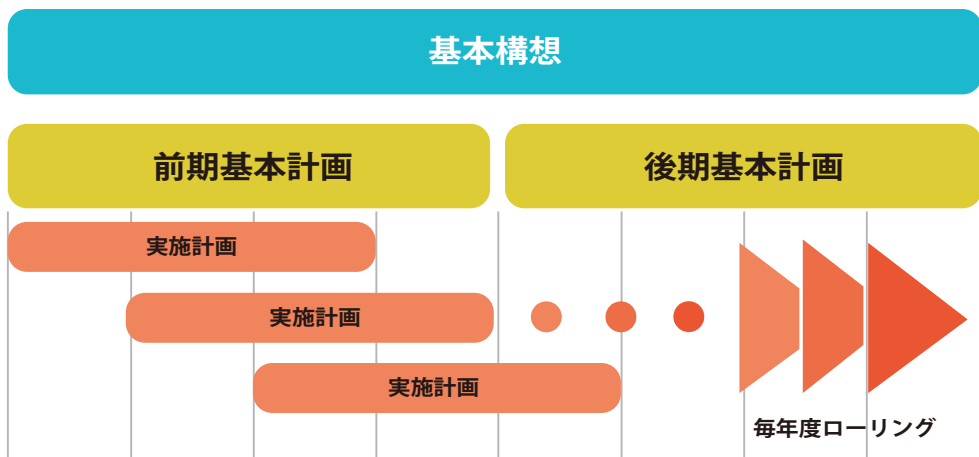 基本構想
前期基本計画
後期基本計画
実施計画
実施計画
実施計画
毎年度ローリング